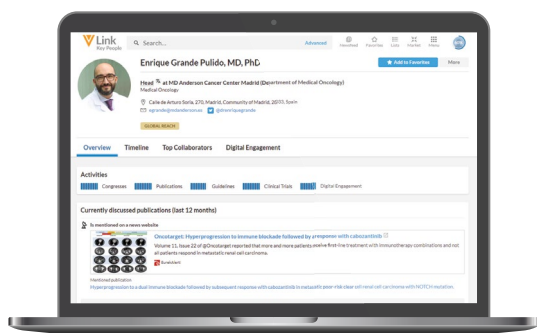 Link
Key People
Search...
Advanced
Newsfeed
Favorites
Lists
Market
Menu
Enrique Grande Pulido, MD, PhD
Add to Favorites
More
Head at MD Anderson Cancer Center Madrid (Department of Medical Oncology)
Medical Oncology
Calle de Arturo Soria, 270, Madrid, Community of Madrid, 28033, Spain
@drenriquegrande
GLOBAL REACH
Overview
Timeline
Top Collaborators
Digital Engagement
Activities
Congresses
Publications
Guidelines
Clinical Trials
Digital Engagement
Currently discussed publications (last 12 months)
Is mentioned on a news website
Oncotarget: Hyperprogression to immune blockade followed by a response with cabozantinib
Volume 11, Issue 22 of @Oncotarget reported that more and more patients receive first-line treatment with immunotherapy combinations and not
all patients respond in metastatic renal cell carcinoma.
EurekAlert
Mentioned publication
Hyperprogression to a dual immune blockade followed by subsequent response with cabozantinib in metastatic poor-risk clear cell renal cell carcinoma with NOTCH mutation.